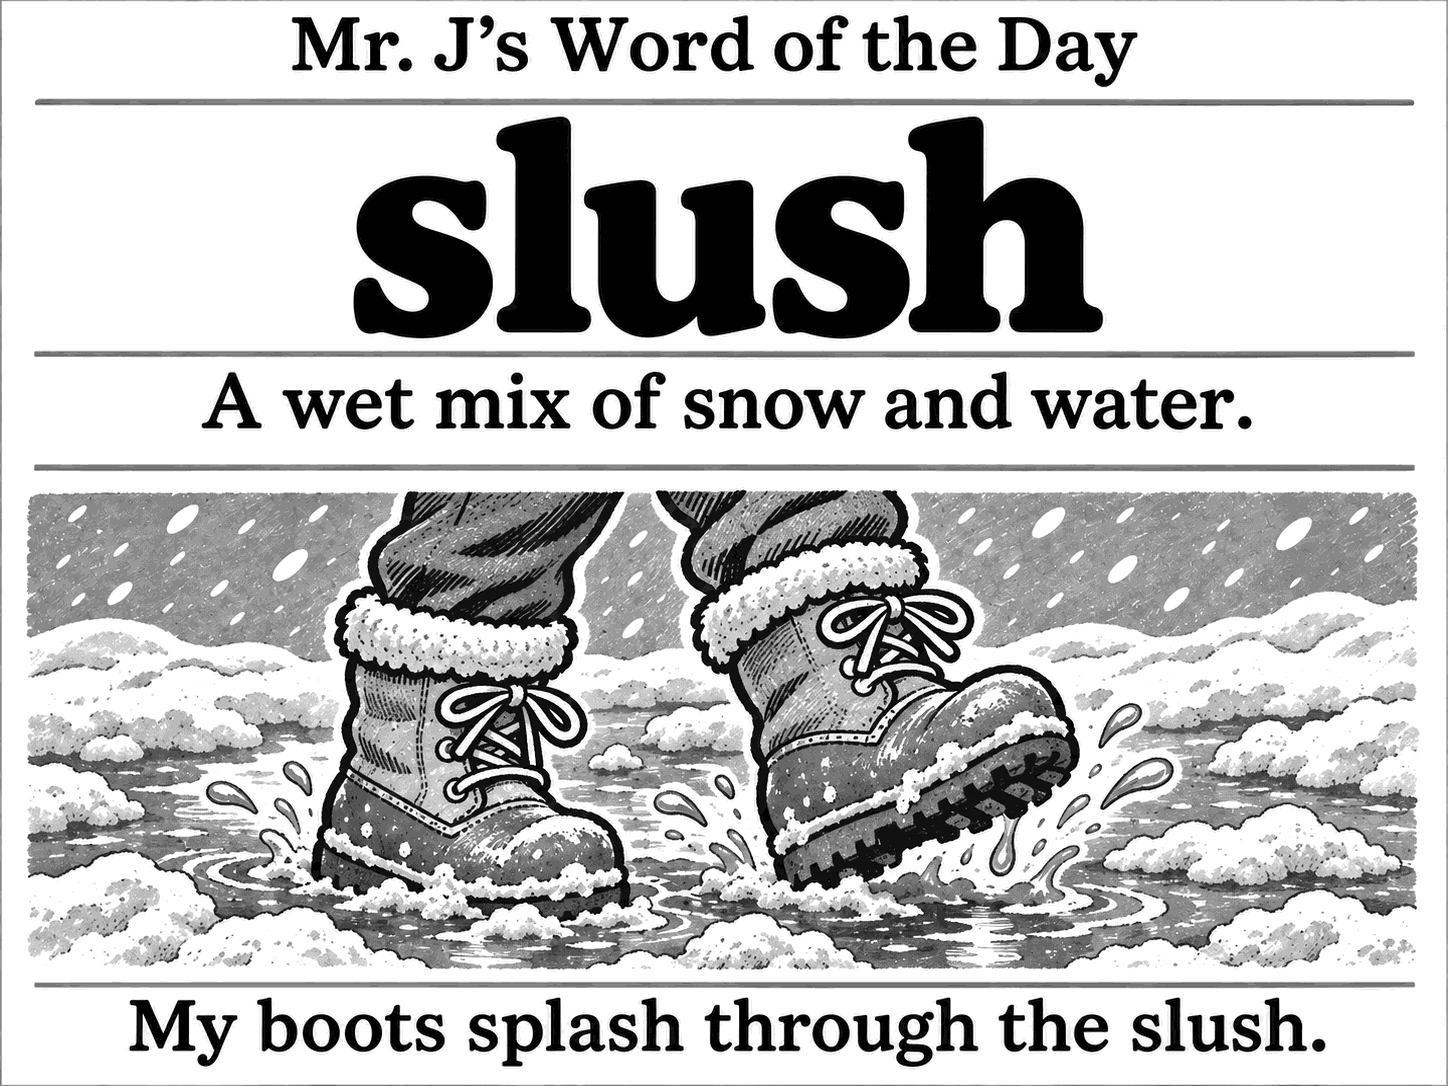 Mr. J’s Word of the Day
slush
A wet mix of snow and water.
My boots splash through the slush.